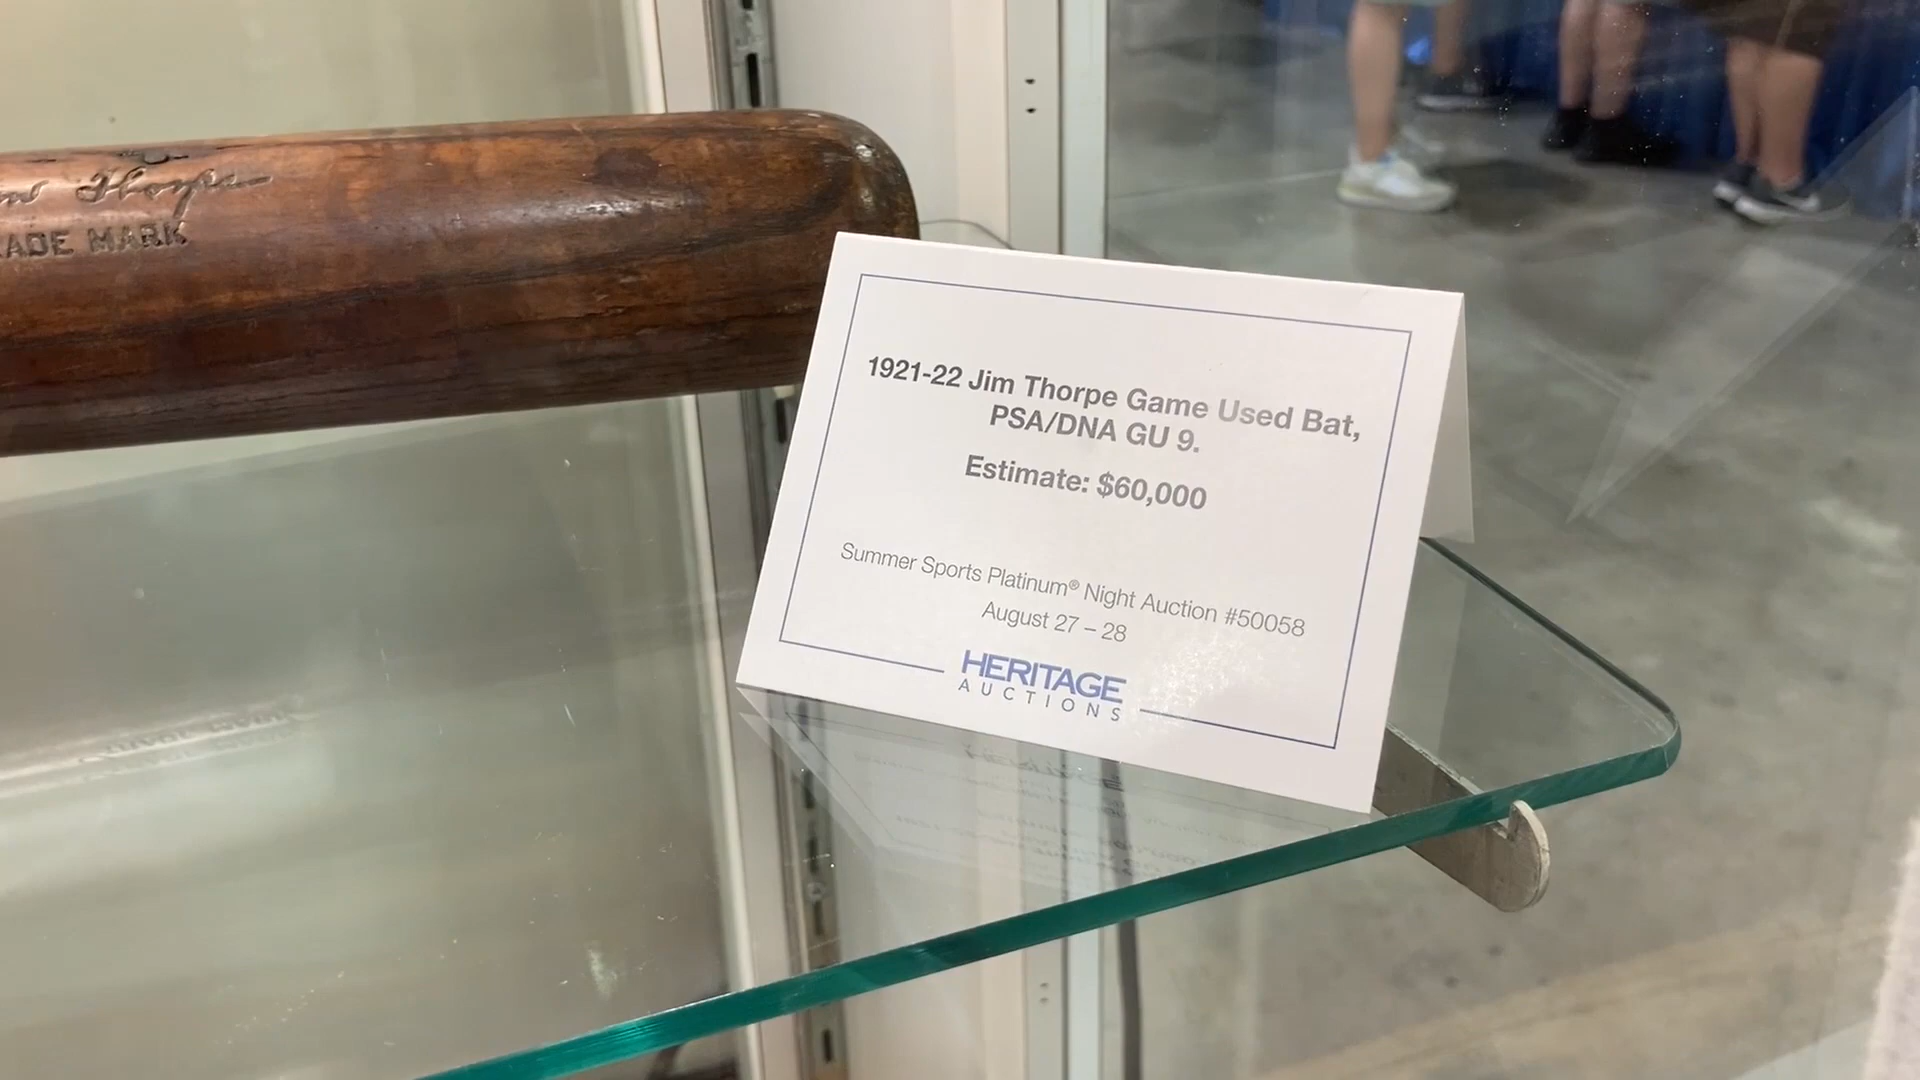 Thorpe
ADE MARK
1921-22 Jim Thorpe Game Used Bat,
PSA/DNA GU 9.
Estimate: $60,000
Summer Sports Platinum® Night Auction #50058
August 27 – 28
HERITAGE
AUCTIONS